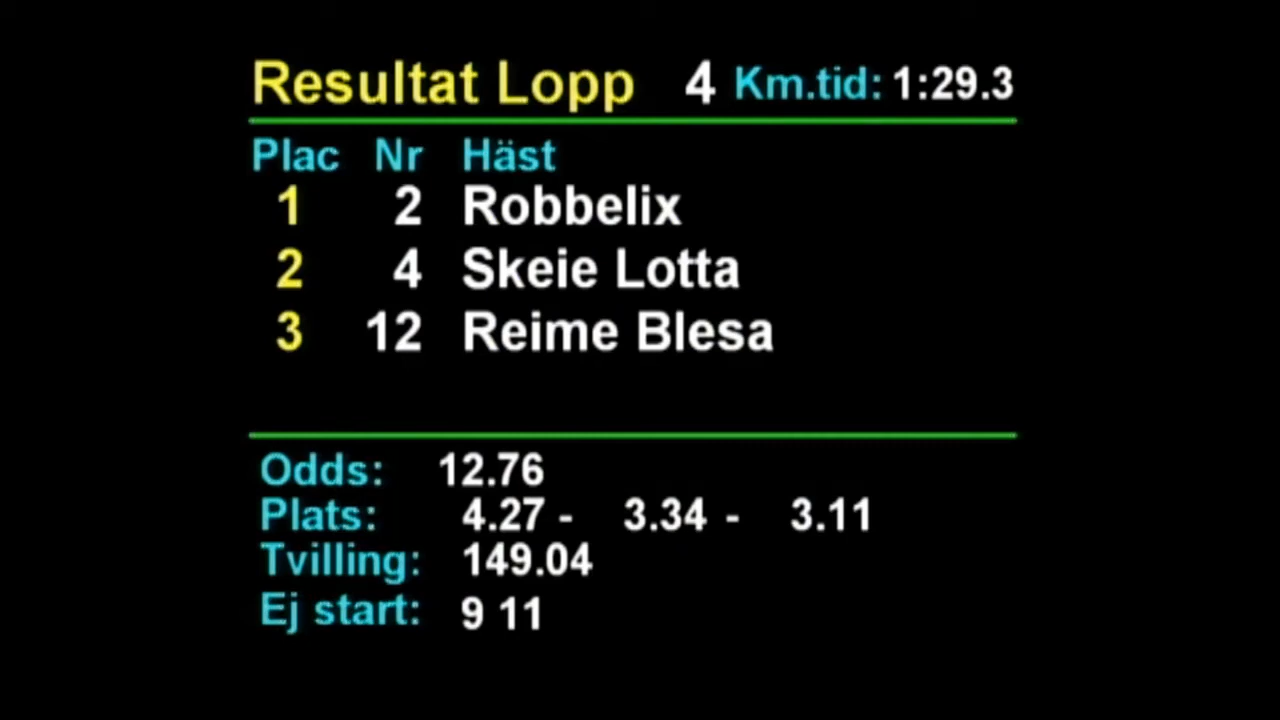 Resultat Lopp 4 Km.tid: 1:29.3
Plac Nr Häst
1 2 Robbelix
2 4 Skeie Lotta
3 12 Reime Blesa
Odds: 12.76
Plats: 4.27 - 3.34 - 3.11
Tvilling: 149.04
Ej start: 9 11